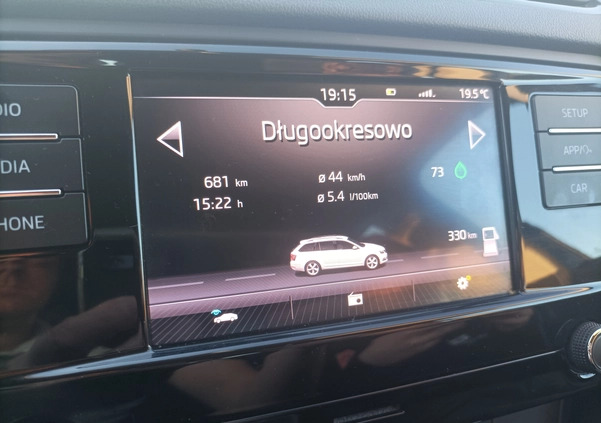 19:15 19.5°C
DIO SETUP
Długookresowo
DIA APP/
681 km ø 44 km/h 73
CAR
15:22 h ø 5.4 l/100km
HONE
330 km